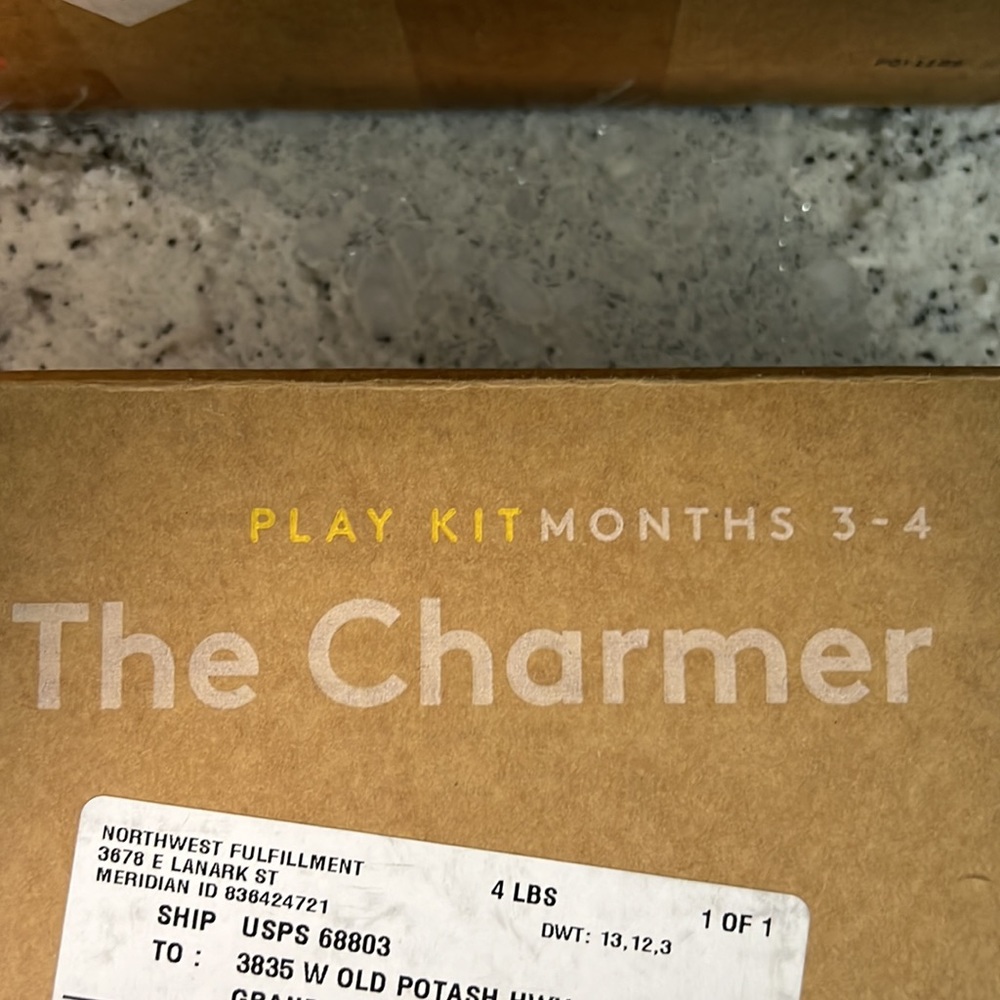 PLAY KIT MONTHS 3-4
The Charmer
NORTHWEST FULFILLMENT
3678 E LANARK ST
MERIDIAN ID 836424721
4 LBS
1 OF 1
DWT: 13,12,3
SHIP USPS 68803
TO : 3835 W OLD POTASH